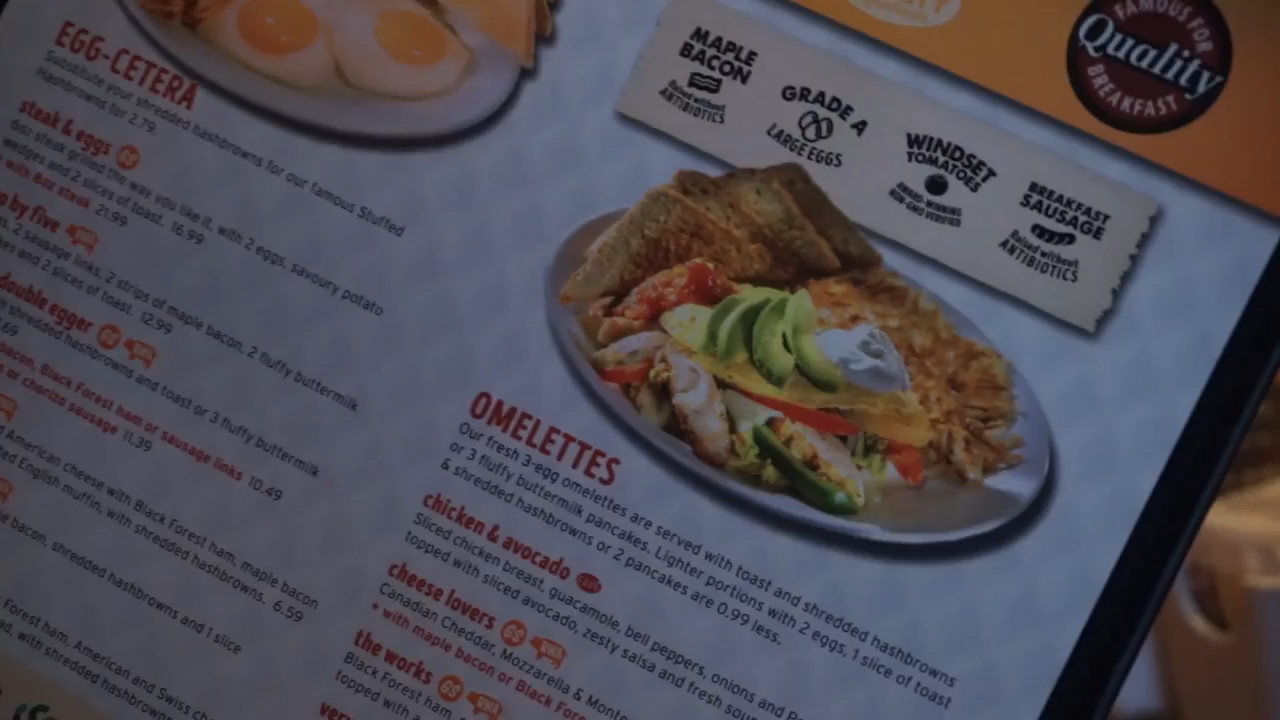 EGG-CETERA
Substitute your shredded hashbrowns for our famous Stuffed
Hashbrowns for 2.79.
steak & eggs GS
6oz steak grilled the way you like it, with 2 eggs, savoury potato
wedges and 2 slices of toast. 16.99
with 8oz steak 21.99
by five
2 sausage links, 2 strips of maple bacon, 2 fluffy buttermilk
and 2 slices of toast. 12.99
double egger GS
shredded hashbrowns and toast or 3 fluffy buttermilk
.69
bacon, Black Forest ham or sausage links 10.49
or chorizo sausage 11.39
American cheese with Black Forest ham, maple bacon
English muffin, with shredded hashbrowns. 6.59
bacon, shredded hashbrowns and 1 slice
Forest ham, American and Swiss
with shredded hashbrowns
MAPLE
BACON
Raised without
ANTIBIOTICS
GRADE A
LARGE EGGS
WINDSET
TOMATOES
AWARD-WINNING
NON-GMO VERIFIED
BREAKFAST
SAUSAGE
Raised without
ANTIBIOTICS
FAMOUS FOR
Quality
BREAKFAST
OMELETTES
Our fresh 3-egg omelettes are served with toast and shredded hashbrowns
or 3 fluffy buttermilk pancakes. Lighter portions with 2 eggs, 1 slice of toast
& shredded hashbrowns or 2 pancakes are 0.99 less.
chicken & avocado
Sliced chicken breast, guacamole, bell peppers, onions and
topped with sliced avocado, zesty salsa and fresh
cheese lovers GS
Canadian Cheddar, Mozzarella &
+ with maple bacon or Black
the works GS
Black Forest ham,
topped with